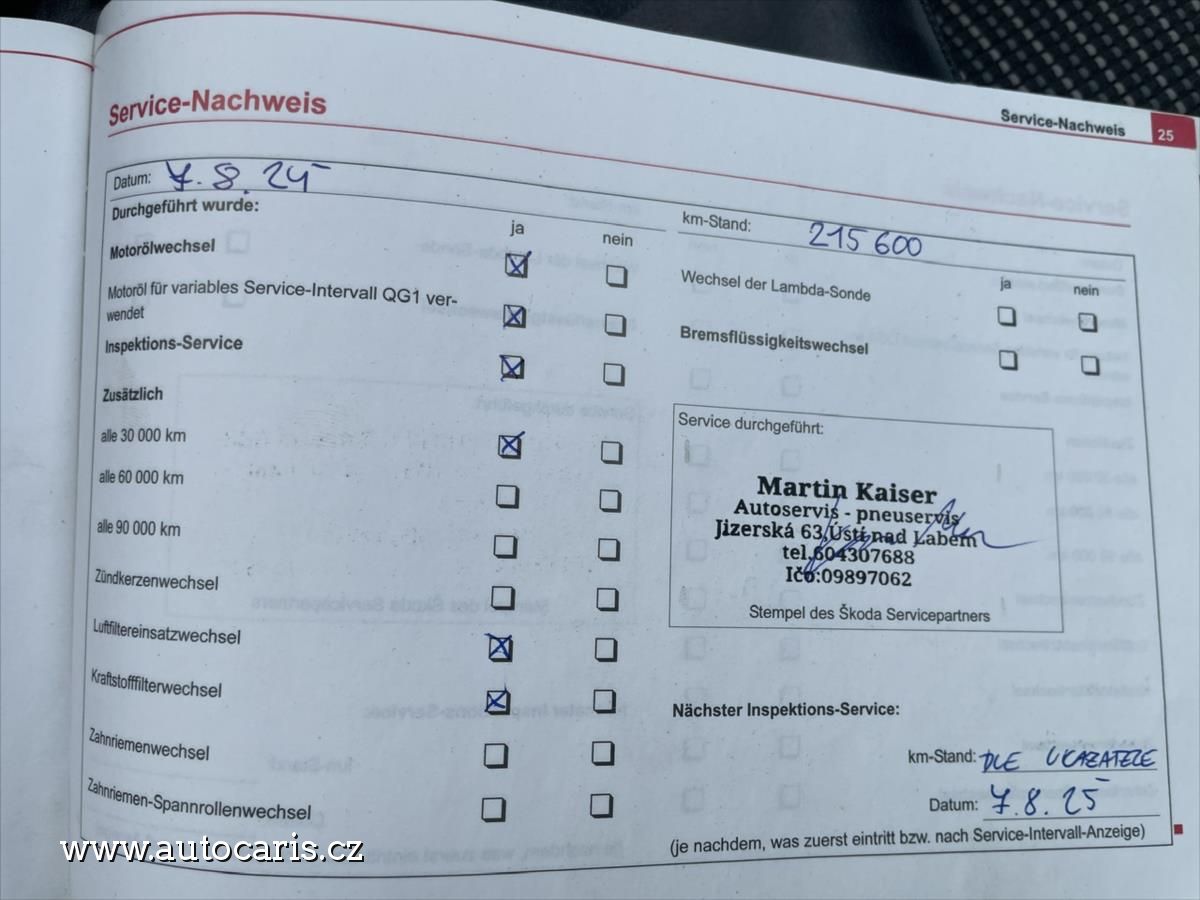 Service-Nachweis
25
Service-Nachweis
Datum: 7.8.24
Durchgeführt wurde:
ja
nein
Motorölwechsel
Motoröl für variables Service-Intervall QG1 ver-
wendet
Inspektions-Service
Zusätzlich
alle 30 000 km
alle 60 000 km
alle 90 000 km
Zündkerzenwechsel
Luftfiltereinsatzwechsel
Kraftstofffilterwechsel
Zahnriemenwechsel
Zahnriemen-Spannrollenwechsel
km-Stand: 215 600
ja
nein
Wechsel der Lambda-Sonde
Bremsflüssigkeitswechsel
Service durchgeführt:
Martin Kaiser
Autoservis - pneuservis
Jizerská 63,Ústí nad Labem
tel.604307688
Ičo:09897062
Stempel des Škoda Servicepartners
Nächster Inspektions-Service:
km-Stand: DLE UKAZATELE
Datum: 7.8.25
(je nachdem, was zuerst eintritt bzw. nach Service-Intervall-Anzeige)
www.autocaris.cz